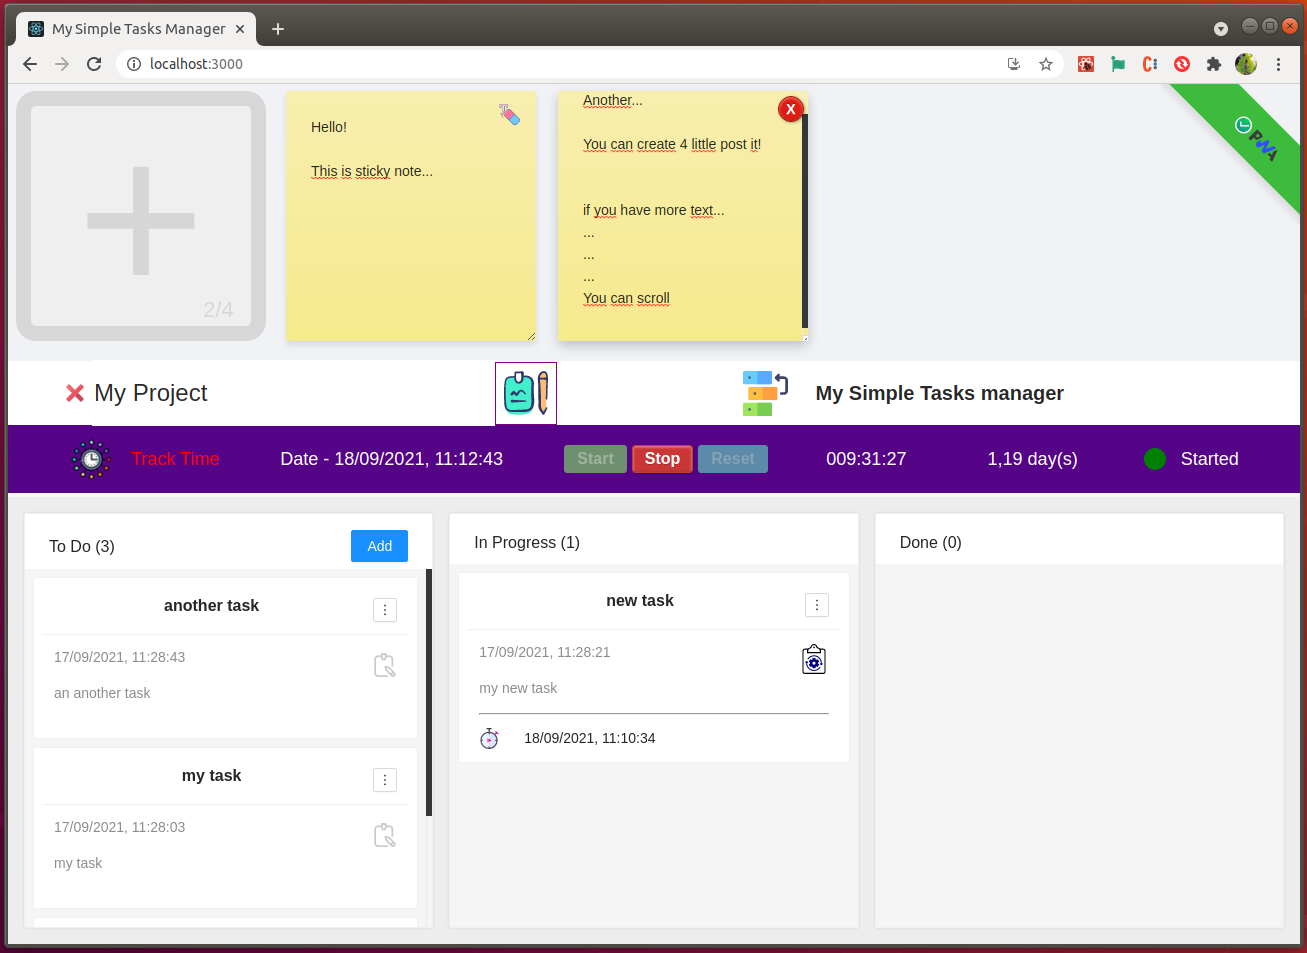 My Simple Tasks Manager
localhost:3000
Hello!
This is sticky note...
2/4
Another...
X
You can create 4 little post it!
if you have more text...
...
...
...
You can scroll
PWA
My Project
My Simple Tasks manager
Track Time
Date - 18/09/2021, 11:12:43
Start
Stop
Reset
009:31:27
1,19 day(s)
Started
To Do (3)
Add
another task
17/09/2021, 11:28:43
an another task
my task
17/09/2021, 11:28:03
my task
In Progress (1)
new task
17/09/2021, 11:28:21
my new task
18/09/2021, 11:10:34
Done (0)